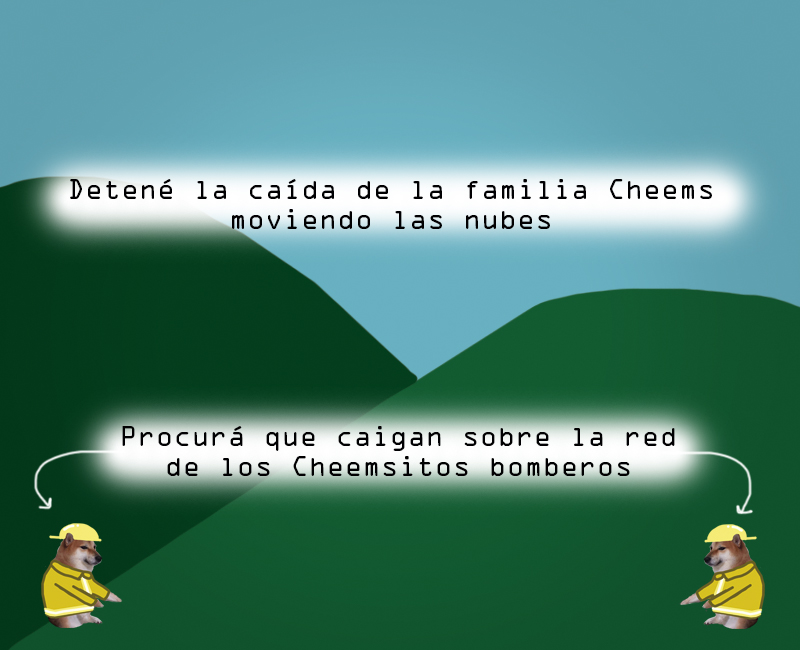 Detené la caída de la familia Cheems
moviendo las nubes
Procurá que caigan sobre la red
de los Cheemsitos bomberos